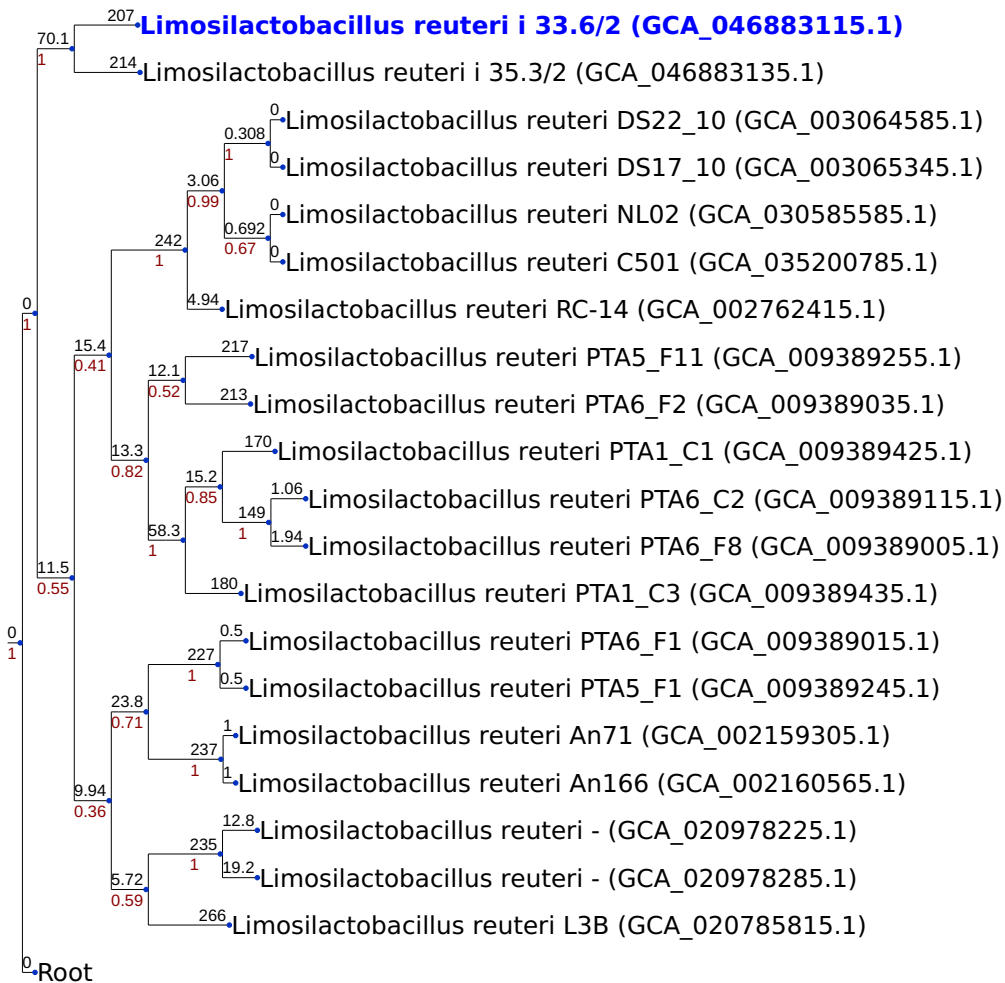 207
Limosilactobacillus reuteri i 33.6/2 (GCA_046883115.1)
70.1
1
214
Limosilactobacillus reuteri i 35.3/2 (GCA_046883135.1)
0
Limosilactobacillus reuteri DS22_10 (GCA_003064585.1)
0.308
1
0
Limosilactobacillus reuteri DS17_10 (GCA_003065345.1)
3.06
0.99
0
Limosilactobacillus reuteri NL02 (GCA_030585585.1)
0.692
0.67
242
1
0
Limosilactobacillus reuteri C501 (GCA_035200785.1)
4.94
Limosilactobacillus reuteri RC-14 (GCA_002762415.1)
0
1
15.4
0.41
217
Limosilactobacillus reuteri PTA5_F11 (GCA_009389255.1)
12.1
0.52
213
Limosilactobacillus reuteri PTA6_F2 (GCA_009389035.1)
13.3
0.82
170
Limosilactobacillus reuteri PTA1_C1 (GCA_009389425.1)
15.2
0.85
1.06
Limosilactobacillus reuteri PTA6_C2 (GCA_009389115.1)
149
1
58.3
1
1.94
Limosilactobacillus reuteri PTA6_F8 (GCA_009389005.1)
11.5
0.55
180
Limosilactobacillus reuteri PTA1_C3 (GCA_009389435.1)
0
1
0.5
Limosilactobacillus reuteri PTA6_F1 (GCA_009389015.1)
227
1
0.5
Limosilactobacillus reuteri PTA5_F1 (GCA_009389245.1)
23.8
0.71
1
Limosilactobacillus reuteri An71 (GCA_002159305.1)
237
1
1
Limosilactobacillus reuteri An166 (GCA_002160565.1)
9.94
0.36
12.8
Limosilactobacillus reuteri - (GCA_020978225.1)
235
1
19.2
Limosilactobacillus reuteri - (GCA_020978285.1)
5.72
0.59
266
Limosilactobacillus reuteri L3B (GCA_020785815.1)
0
Root